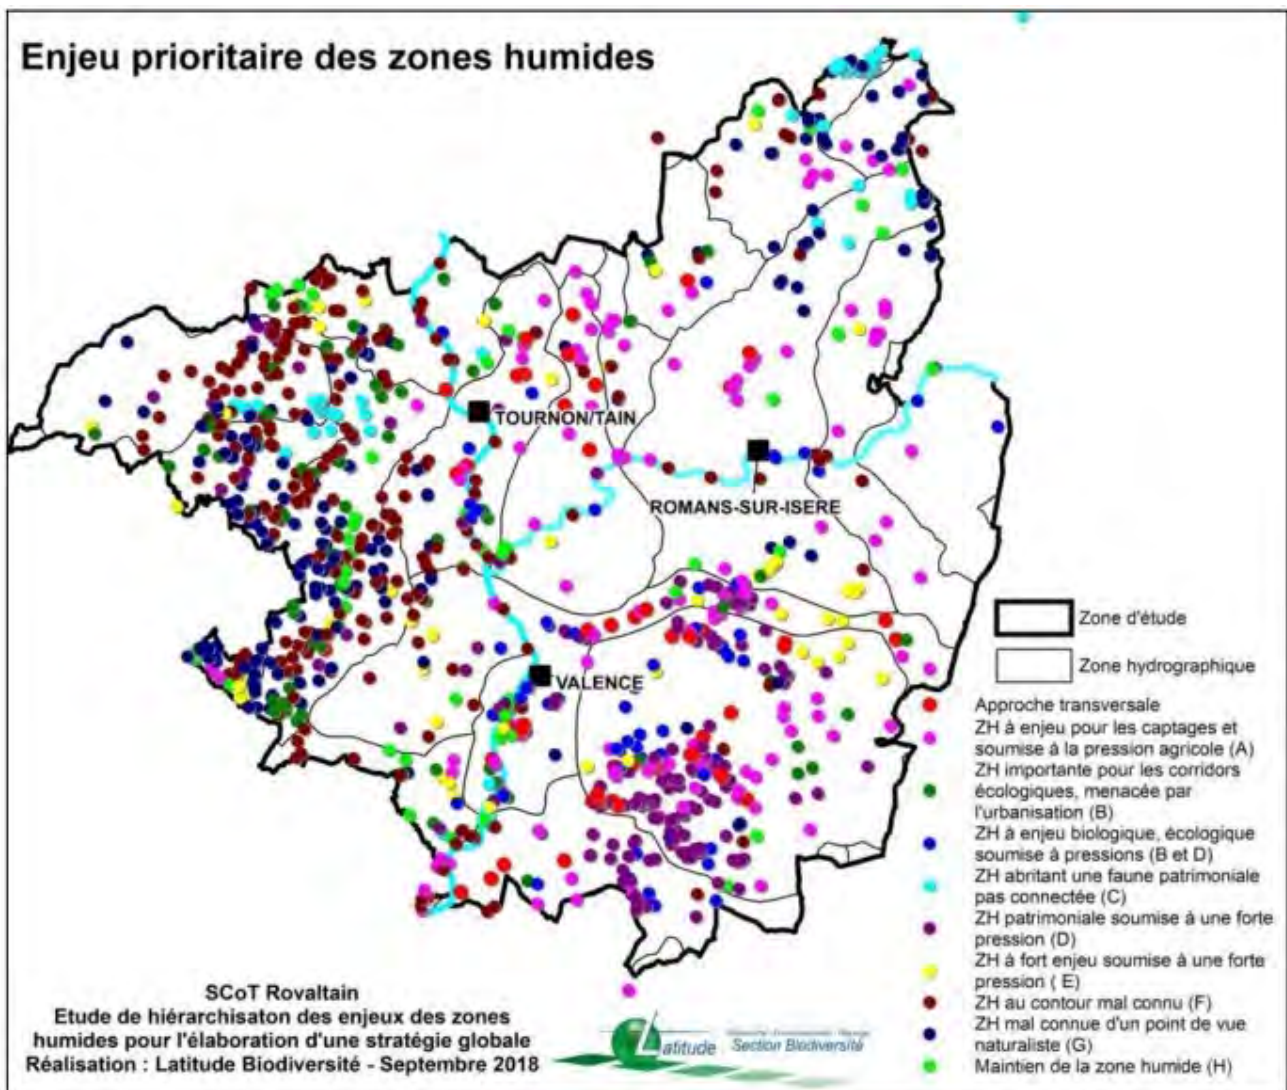 Enjeu prioritaire des zones humides
TOURNON/TAIN
ROMANS-SUR-ISERE
VALENCE
Zone d'étude
Zone hydrographique
Approche transversale
ZH à enjeu pour les captages et
soumise à la pression agricole (A)
ZH importante pour les corridors
écologiques, menacée par
l'urbanisation (B)
ZH à enjeu biologique, écologique
soumise à pressions (B et D)
ZH abritant une faune patrimoniale
pas connectée (C)
ZH patrimoniale soumise à une forte
pression (D)
ZH à fort enjeu soumise à une forte
pression ( E)
ZH au contour mal connu (F)
ZH mal connue d'un point de vue
naturaliste (G)
Maintien de la zone humide (H)
SCoT Rovaltain
Etude de hiérarchisaton des enjeux des zones
humides pour l'élaboration d'une stratégie globale
Réalisation : Latitude Biodiversité - Septembre 2018
Latitude
Section Biodiversité